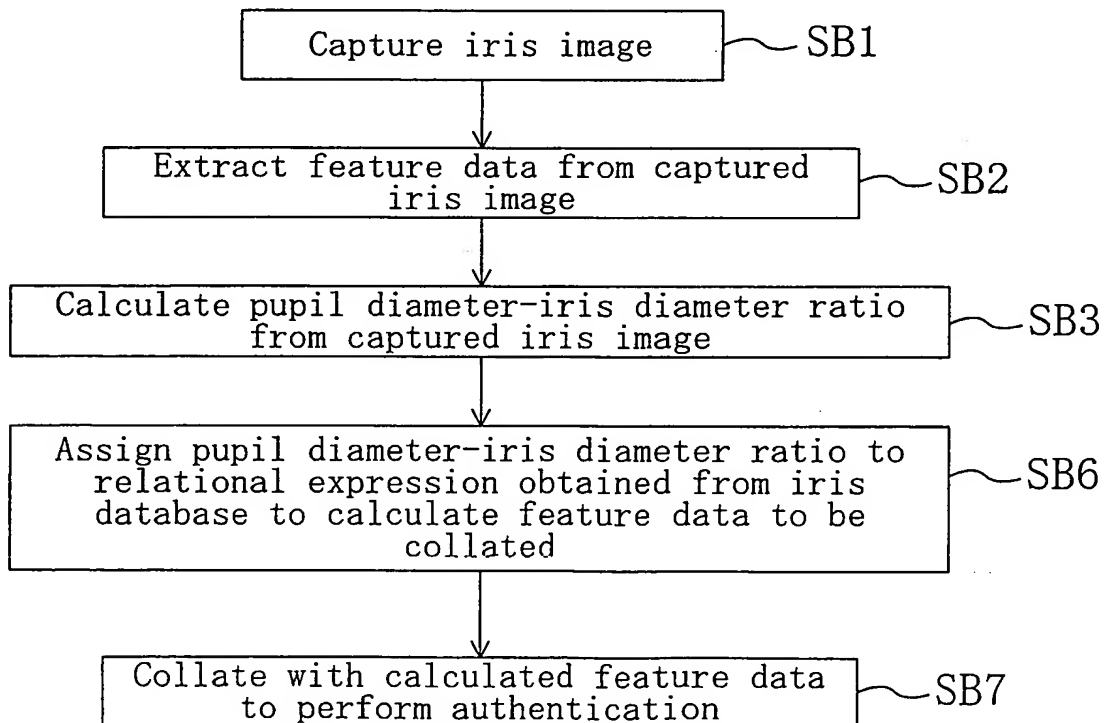 Capture iris image
SB1
Extract feature data from captured
iris image
SB2
Calculate pupil diameter-iris diameter ratio
from captured iris image
SB3
Assign pupil diameter-iris diameter ratio to
relational expression obtained from iris
database to calculate feature data to be
collated
SB6
Collate with calculated feature data
to perform authentication
SB7